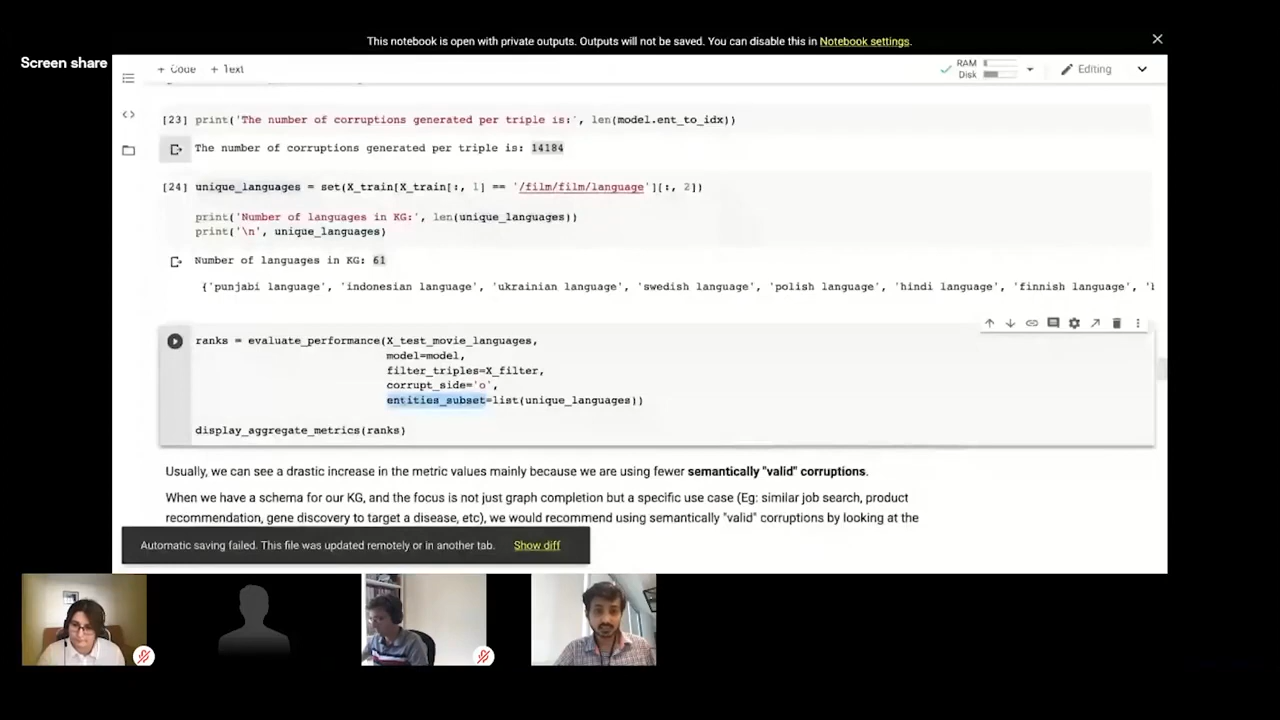 This notebook is open with private outputs. Outputs will not be saved. You can disable this in Notebook settings.
Screen share
+ Code + Text
RAM
Disk
Editing
[23] print('The number of corruptions generated per triple is:', len(model.ent_to_idx))
The number of corruptions generated per triple is: 14184
[24] unique_languages = set(X_train[X_train[:, 1] == '/film/film/language'][:, 2])
print('Number of languages in KG:', len(unique_languages))
print('\n', unique_languages)
Number of languages in KG: 61
{'punjabi language', 'indonesian language', 'ukrainian language', 'swedish language', 'polish language', 'hindi language', 'finnish language',
ranks = evaluate_performance(X_test_movie_languages,
model=model,
filter_triples=X_filter,
corrupt_side='o',
entities_subset=list(unique_languages))
display_aggregate_metrics(ranks)
Usually, we can see a drastic increase in the metric values mainly because we are using fewer semantically "valid" corruptions.
When we have a schema for our KG, and the focus is not just graph completion but a specific use case (Eg: similar job search, product
recommendation, gene discovery to target a disease, etc), we would recommend using semantically "valid" corruptions by looking at the
Automatic saving failed. This file was updated remotely or in another tab. Show diff